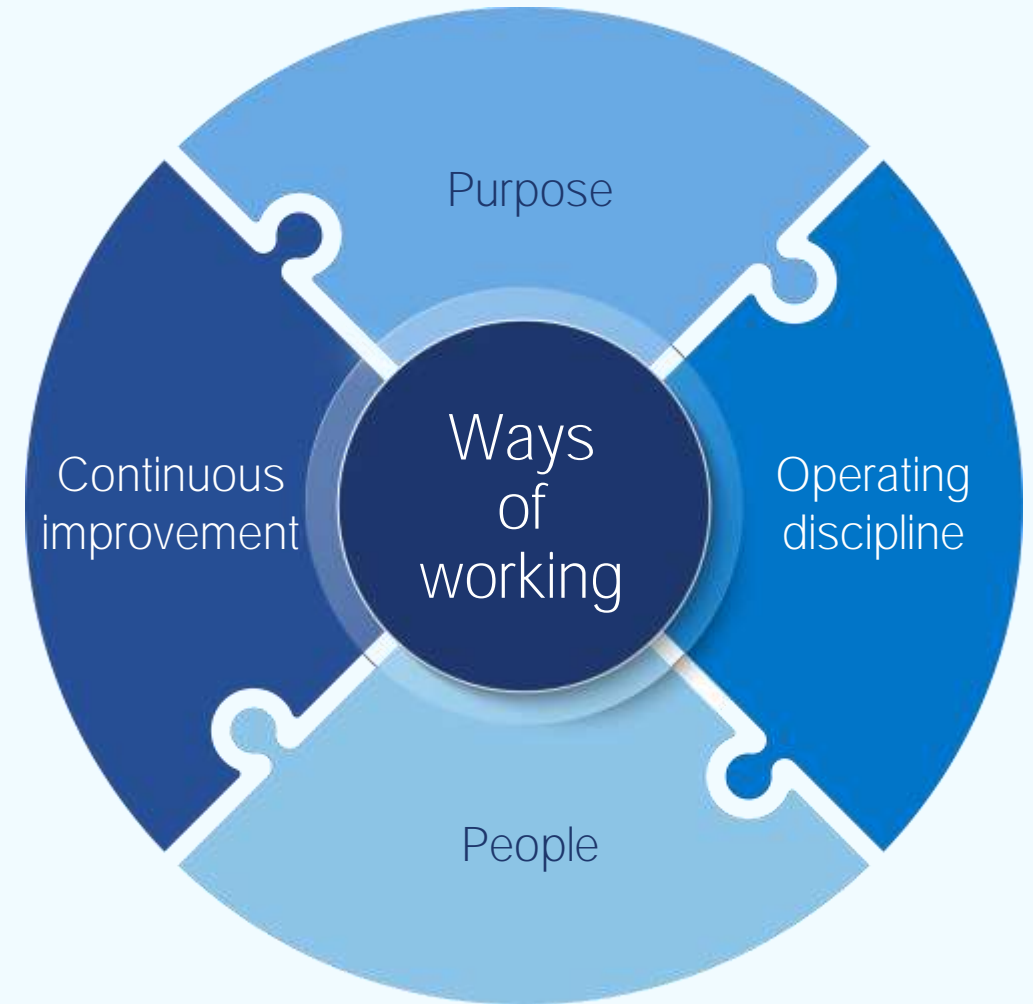 Purpose
Continuous
improvement
Ways
of
working
Operating
discipline
People